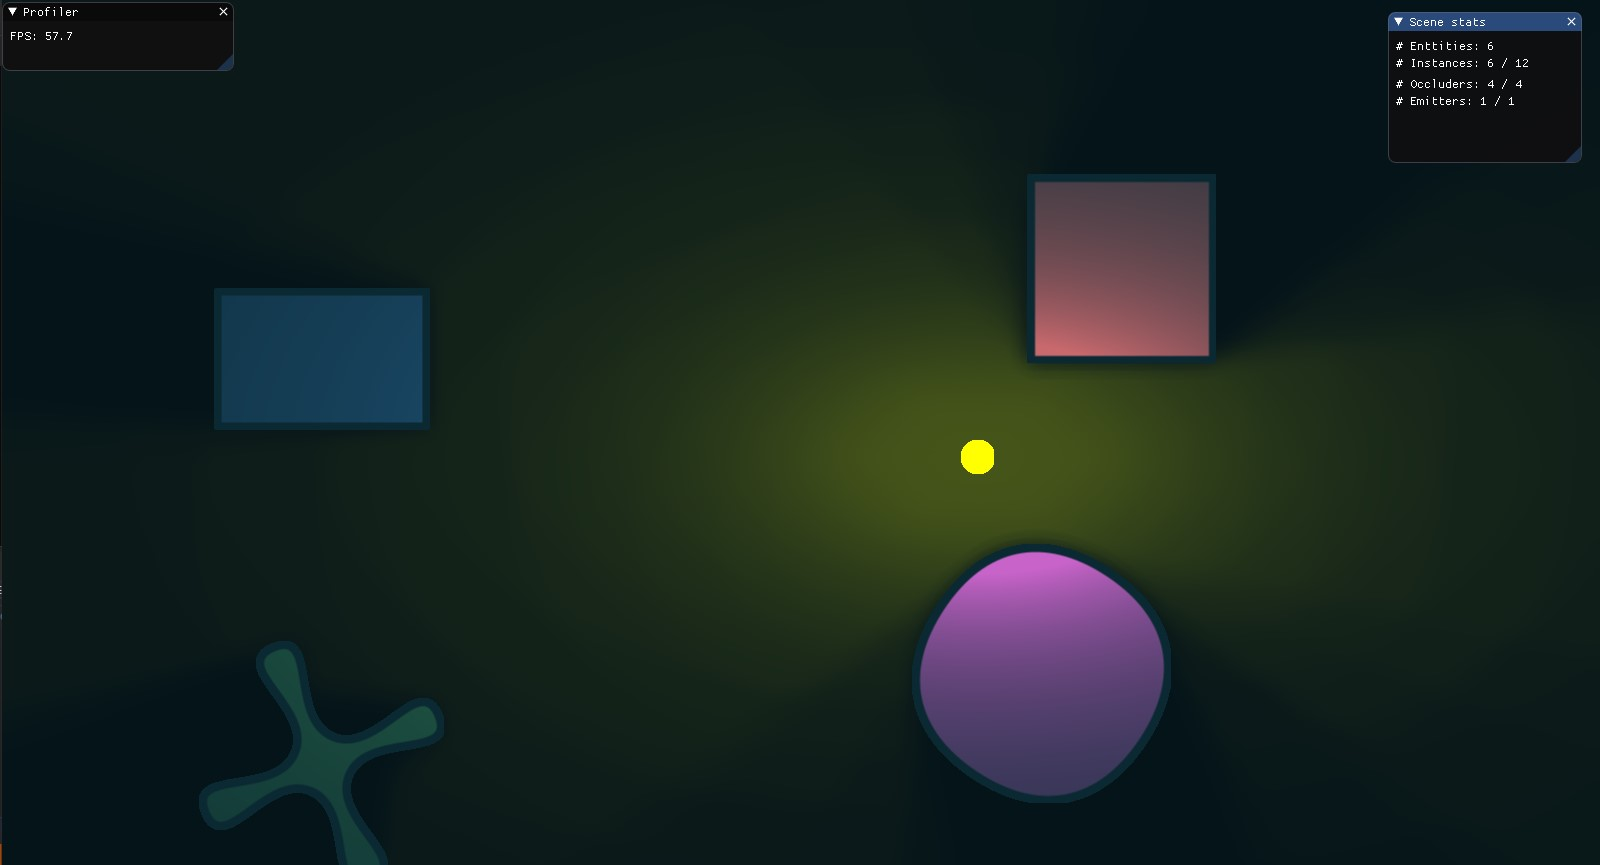 Profiler
FPS: 57.7
Scene stats
# Enttities: 6
# Instances: 6 / 12
# Occluders: 4 / 4
# Emitters: 1 / 1